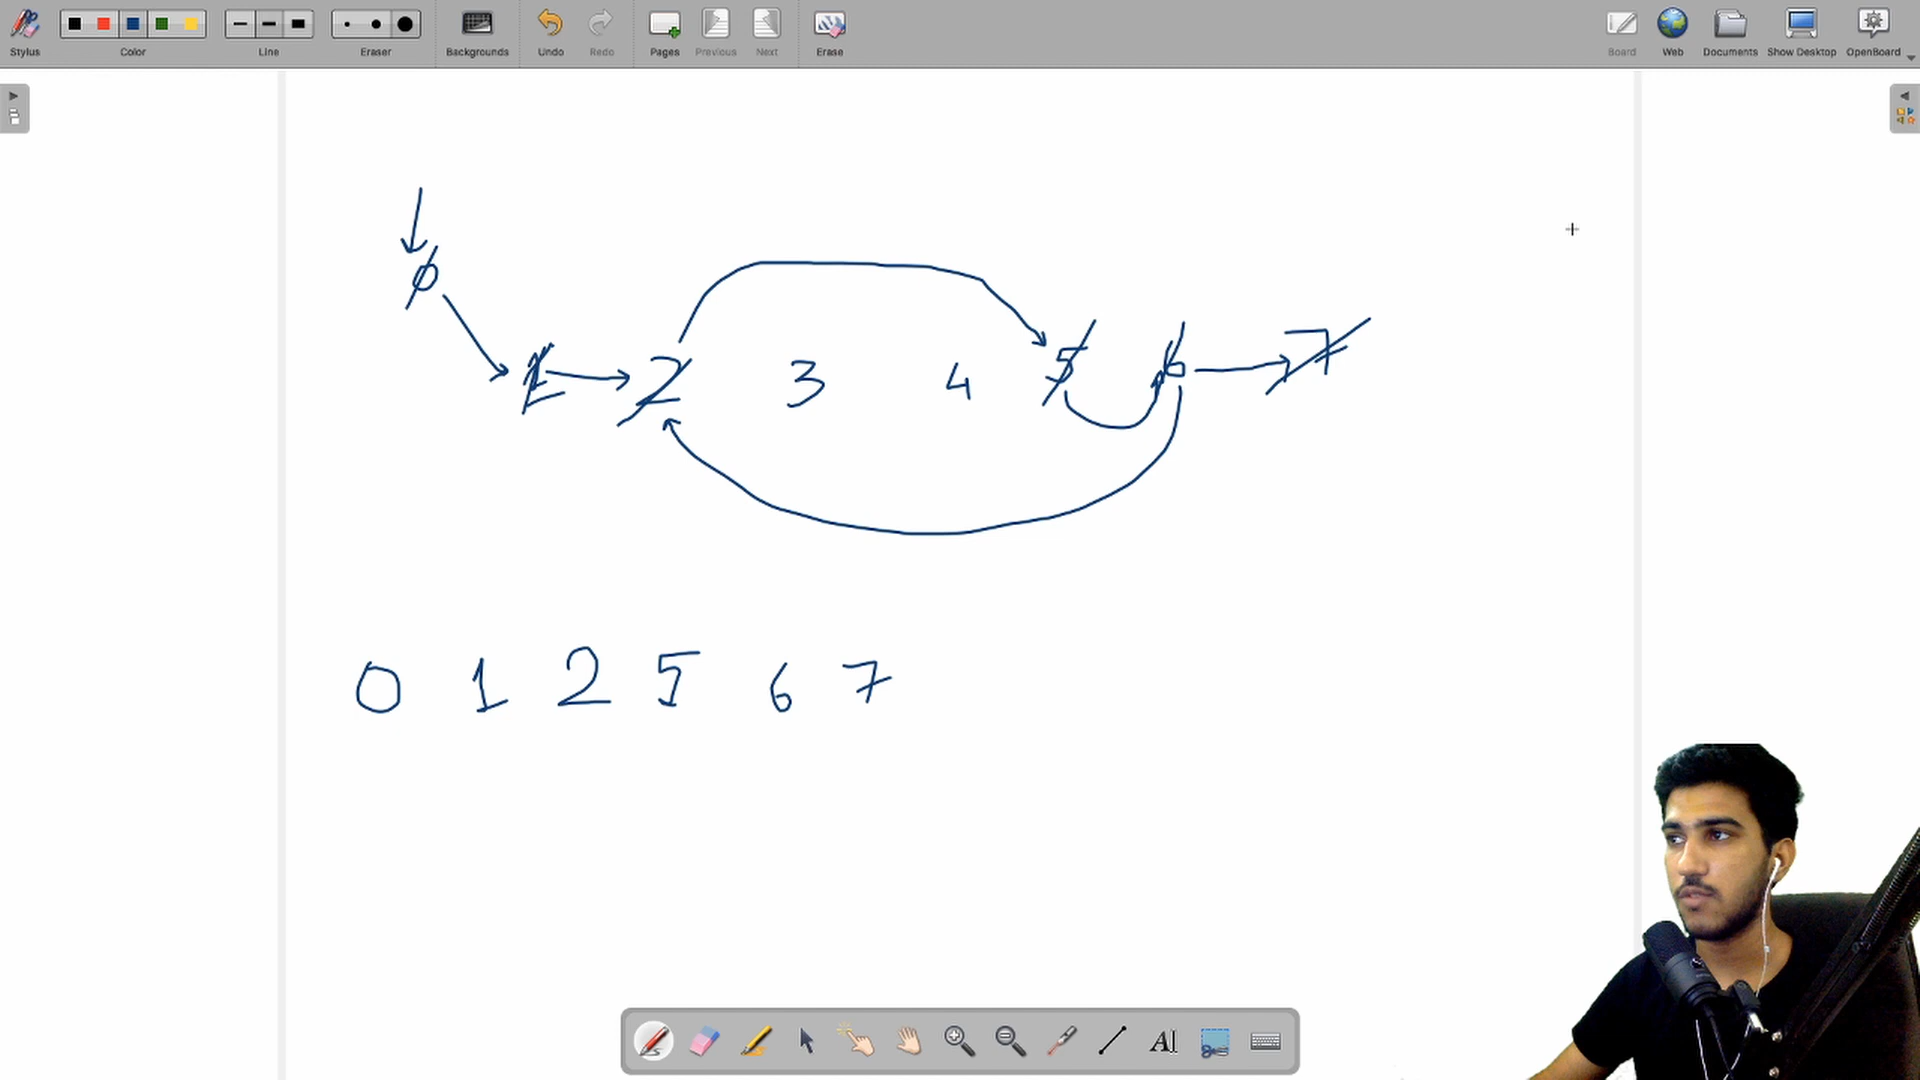 Stylus Color Line Eraser Backgrounds Undo Redo Pages Previous Next Erase Board Web Documents Show Desktop OpenBoard
0
1 2 3 4 5 6 7
0 1 2 5 6 7
AI